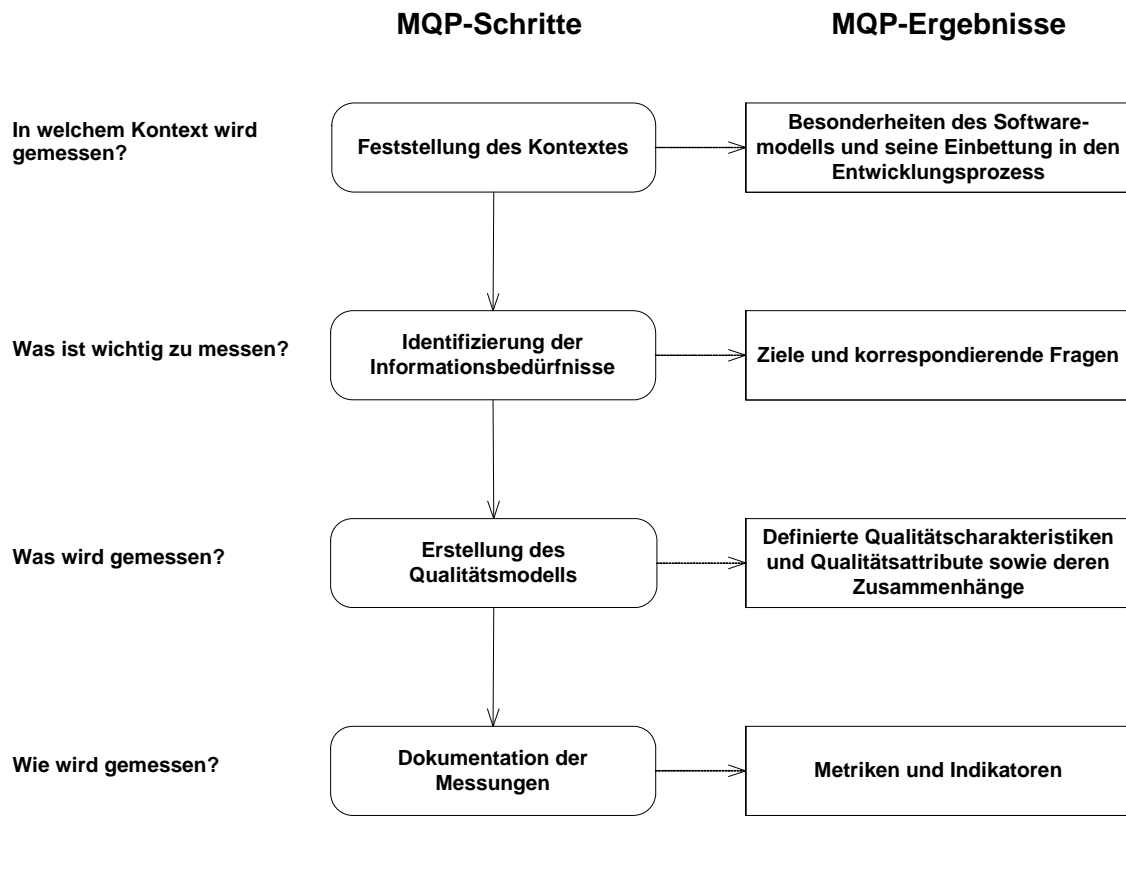 MQP-Schritte
MQP-Ergebnisse
In welchem Kontext wird
gemessen?
Feststellung des Kontextes
Besonderheiten des Software-
modells und seine Einbettung in den
Entwicklungsprozess
Was ist wichtig zu messen?
Identifizierung der
Informationsbedürfnisse
Ziele und korrespondierende Fragen
Was wird gemessen?
Erstellung des
Qualitätsmodells
Definierte Qualitätscharakteristiken
und Qualitätsattribute sowie deren
Zusammenhänge
Wie wird gemessen?
Dokumentation der
Messungen
Metriken und Indikatoren